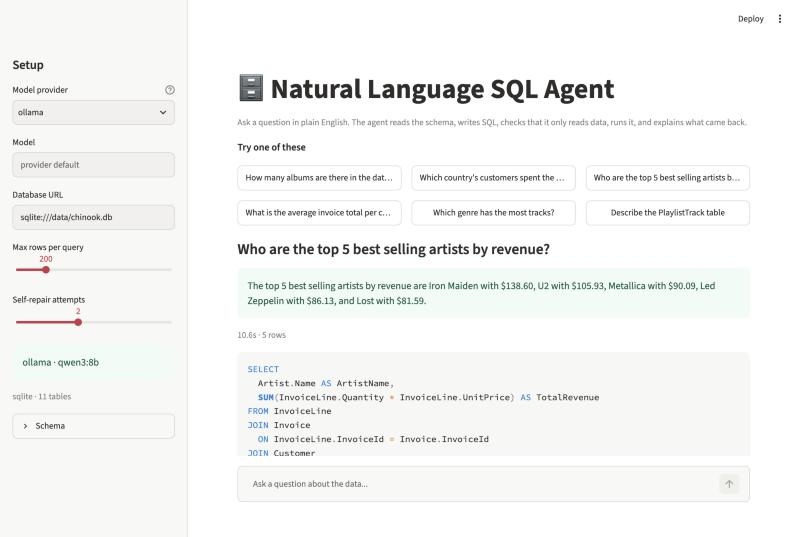 Deploy
Setup
Model provider
ollama
Model
provider default
Database URL
sqlite:///data/chinook.db
Max rows per query
200
Self-repair attempts
2
ollama · qwen3:8b
sqlite · 11 tables
Schema
Natural Language SQL Agent
Ask a question in plain English. The agent reads the schema, writes SQL, checks that it only reads data, runs it, and explains what came back.
Try one of these
How many albums are there in the dat...
Which country's customers spent the ...
Who are the top 5 best selling artists b...
What is the average invoice total per c...
Which genre has the most tracks?
Describe the PlaylistTrack table
Who are the top 5 best selling artists by revenue?
The top 5 best selling artists by revenue are Iron Maiden with $138.60, U2 with $105.93, Metallica with $90.09, Led
Zeppelin with $86.13, and Lost with $81.59.
10.6s · 5 rows
SELECT
Artist.Name AS ArtistName,
SUM(InvoiceLine.Quantity * InvoiceLine.UnitPrice) AS TotalRevenue
FROM InvoiceLine
JOIN Invoice
ON InvoiceLine.InvoiceId = Invoice.InvoiceId
JOIN Customer
Ask a question about the data...